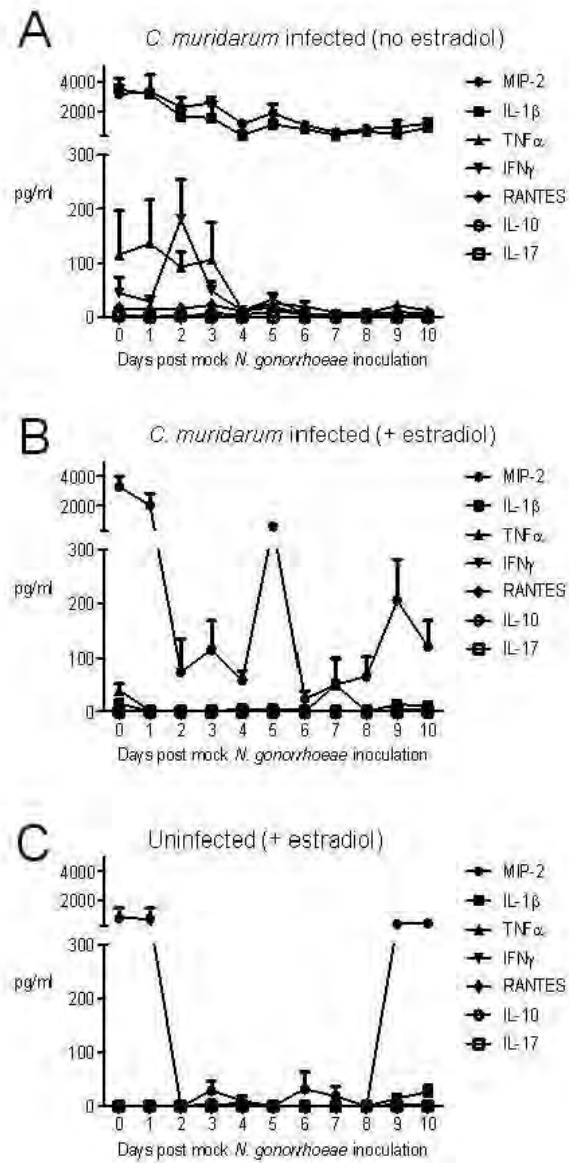 A
C. muridarum infected (no estradiol)
4000
2000
300
200
100
0
pg/ml
0 1 2 3 4 5 6 7 8 9 10
Days post mock N. gonorrhoeae inoculation
MIP-2
IL-1β
TNFα
IFNγ
RANTES
IL-10
IL-17
B
C. muridarum infected (+ estradiol)
4000
2000
300
200
100
0
pg/ml
0 1 2 3 4 5 6 7 8 9 10
Days post mock N. gonorrhoeae inoculation
MIP-2
IL-1β
TNFα
IFNγ
RANTES
IL-10
IL-17
C
Uninfected (+ estradiol)
4000
2000
300
200
100
0
pg/ml
0 1 2 3 4 5 6 7 8 9 10
Days post mock N. gonorrhoeae inoculation
MIP-2
IL-1β
TNFα
IFNγ
RANTES
IL-10
IL-17